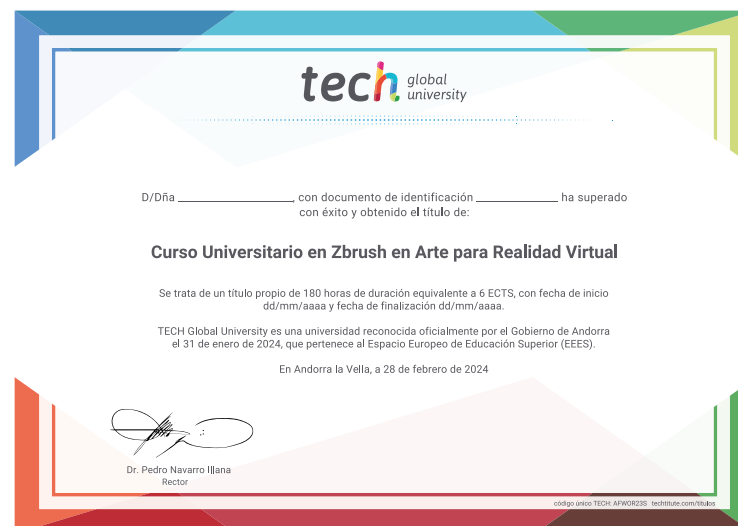 tech global university
D/Dña ____________, con documento de identificación ____________ ha superado
con éxito y obtenido el título de:
Curso Universitario en Zbrush en Arte para Realidad Virtual
Se trata de un título propio de 180 horas de duración equivalente a 6 ECTS, con fecha de inicio
dd/mm/aaaa y fecha de finalización dd/mm/aaaa.
TECH Global University es una universidad reconocida oficialmente por el Gobierno de Andorra
el 31 de enero de 2024, que pertenece al Espacio Europeo de Educación Superior (EEES).
En Andorra la Vella, a 28 de febrero de 2024
Dr. Pedro Navarro Illana
Rector
código único TECH: AFWOR23S techtitute.com/titulos